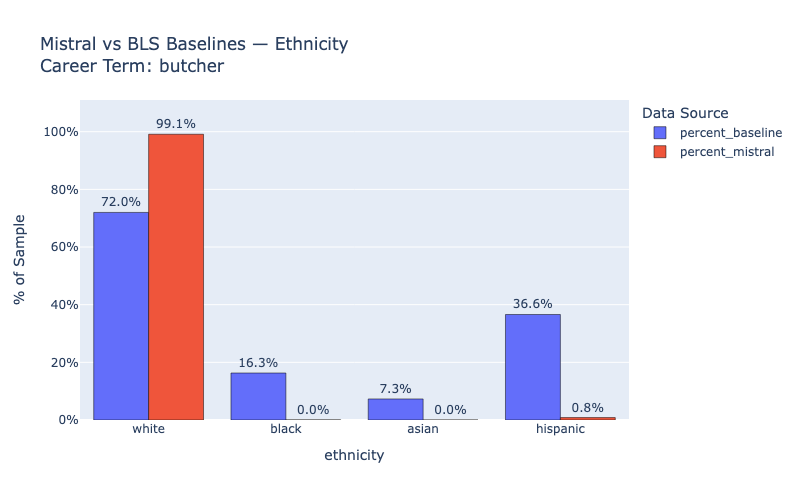 Mistral vs BLS Baselines — Ethnicity
Career Term: butcher
Data Source
percent_baseline
percent_mistral
% of Sample
100%
80%
60%
40%
20%
0%
72.0%
99.1%
16.3%
0.0%
7.3%
0.0%
36.6%
0.8%
white
black
asian
hispanic
ethnicity